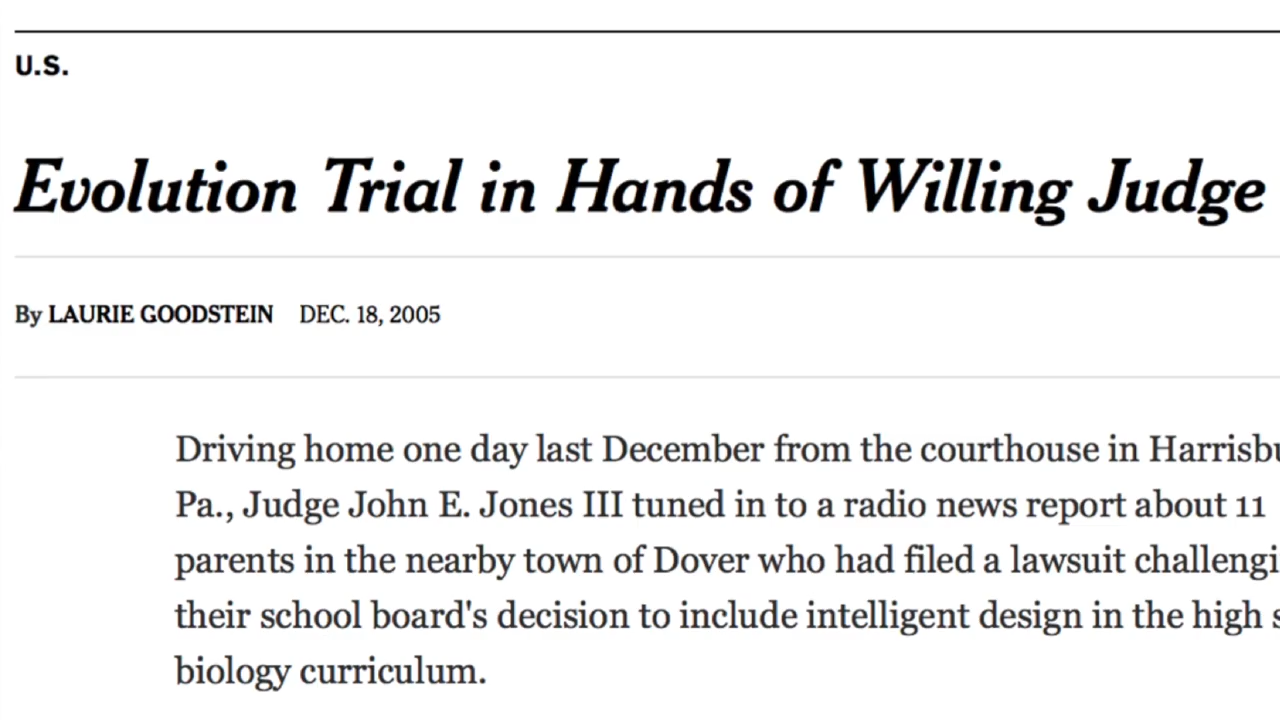 U.S.
Evolution Trial in Hands of Willing Judge
By LAURIE GOODSTEIN DEC. 18, 2005
Driving home one day last December from the courthouse in Harrisbu
Pa., Judge John E. Jones III tuned in to a radio news report about 11
parents in the nearby town of Dover who had filed a lawsuit challengi
their school board's decision to include intelligent design in the high s
biology curriculum.